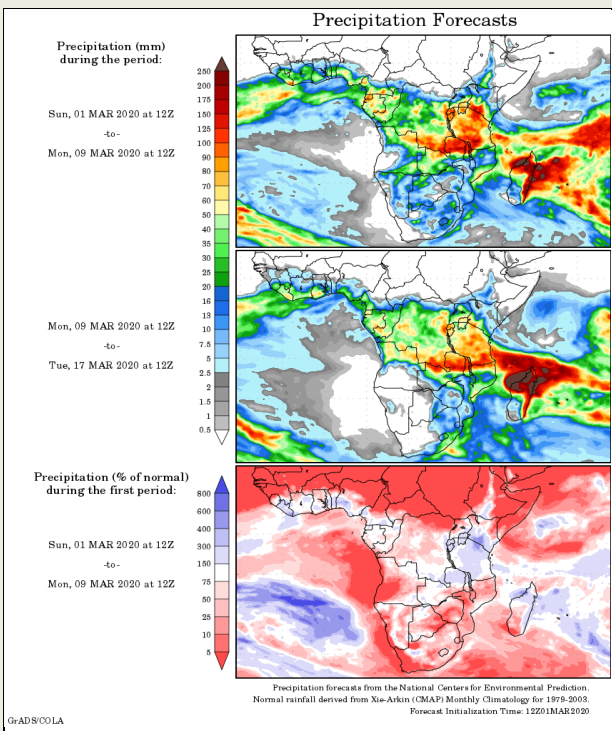 Precipitation Forecasts
Precipitation (mm)
during the period:
Sun, 01 MAR 2020 at 12Z
-to-
Mon, 09 MAR 2020 at 12Z
250
200
175
150
125
100
90
80
70
60
50
40
35
30
25
20
16
13
10
7.5
5
2.5
2
1.5
1
0.5
Mon, 09 MAR 2020 at 12Z
-to-
Tue, 17 MAR 2020 at 12Z
Precipitation (% of normal)
during the first period:
Sun, 01 MAR 2020 at 12Z
-to-
Mon, 09 MAR 2020 at 12Z
800
600
400
300
150
75
50
25
10
5
Precipitation forecasts from the National Centers for Environmental Prediction.
Normal rainfall derived from Xie-Arkin (CMAP) Monthly Climatology for 1979-2003.
Forecast Initialization Time: 12Z01MAR2020
GrADS/COLA